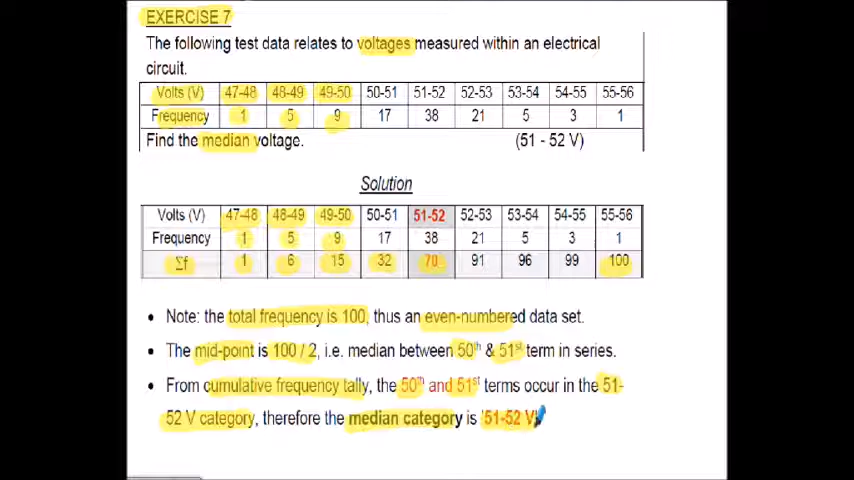 EXERCISE 7
The following test data relates to voltages measured within an electrical
circuit.
Volts (V) 47-48 48-49 49-50 50-51 51-52 52-53 53-54 54-55 55-56
Frequency 1 5 9 17 38 21 5 3 1
Find the median voltage. (51 - 52 V)
Solution
Volts (V) 47-48 48-49 49-50 50-51 51-52 52-53 53-54 54-55 55-56
Frequency 1 5 9 17 38 21 5 3 1
Σf 1 6 15 32 70 91 96 99 100
• Note: the total frequency is 100, thus an even-numbered data set.
• The mid-point is 100 / 2, i.e. median between 50th & 51st term in series.
• From cumulative frequency tally, the 50th and 51st terms occur in the 51-
52 V category, therefore the median category is '51-52 V'